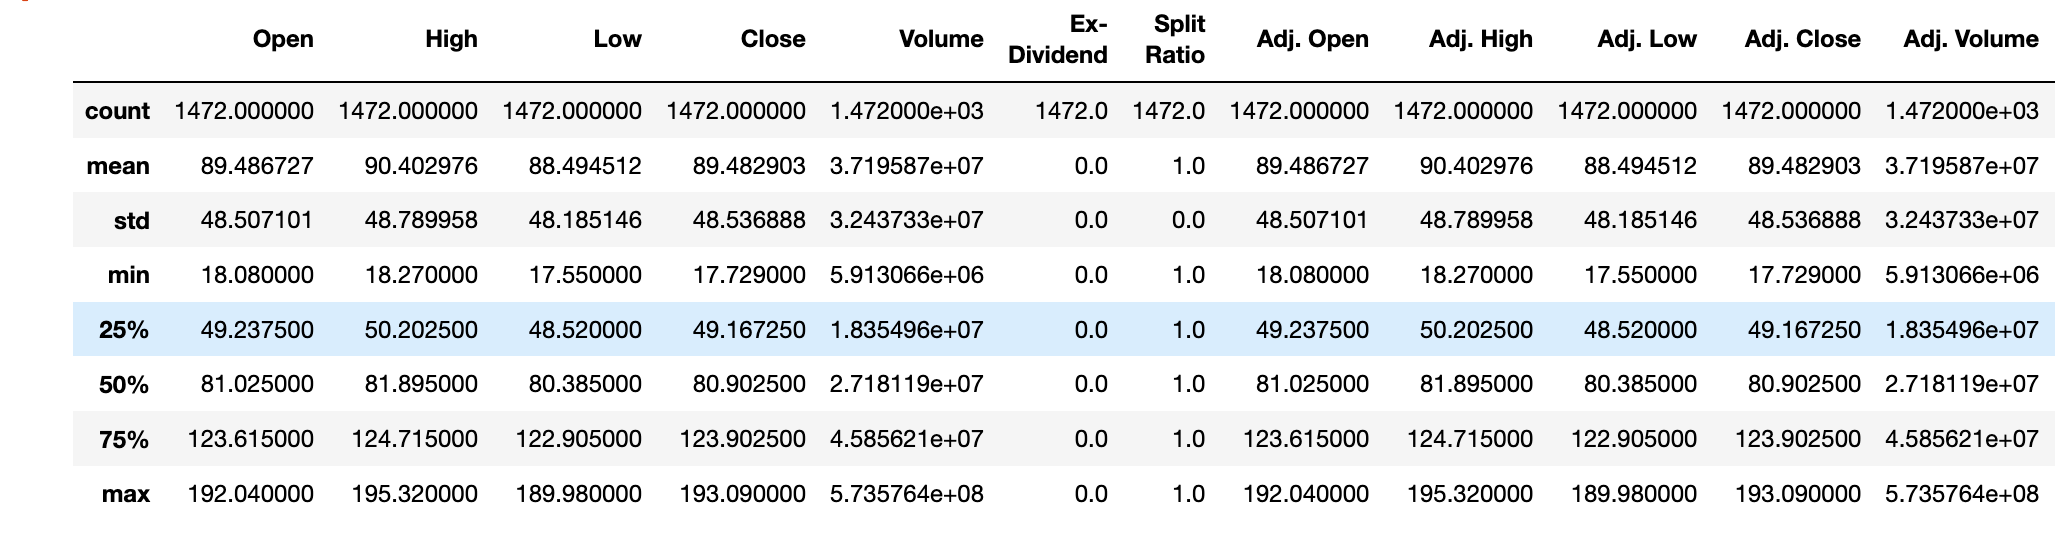 Open High Low Close Volume Ex-Dividend Split Ratio Adj. Open Adj. High Adj. Low Adj. Close Adj. Volume
count 1472.000000 1472.000000 1472.000000 1472.000000 1.472000e+03 1472.0 1472.0 1472.000000 1472.000000 1472.000000 1472.000000 1.472000e+03
mean 89.486727 90.402976 88.494512 89.482903 3.719587e+07 0.0 1.0 89.486727 90.402976 88.494512 89.482903 3.719587e+07
std 48.507101 48.789958 48.185146 48.536888 3.243733e+07 0.0 0.0 48.507101 48.789958 48.185146 48.536888 3.243733e+07
min 18.080000 18.270000 17.550000 17.729000 5.913066e+06 0.0 1.0 18.080000 18.270000 17.550000 17.729000 5.913066e+06
25% 49.237500 50.202500 48.520000 49.167250 1.835496e+07 0.0 1.0 49.237500 50.202500 48.520000 49.167250 1.835496e+07
50% 81.025000 81.895000 80.385000 80.902500 2.718119e+07 0.0 1.0 81.025000 81.895000 80.385000 80.902500 2.718119e+07
75% 123.615000 124.715000 122.905000 123.902500 4.585621e+07 0.0 1.0 123.615000 124.715000 122.905000 123.902500 4.585621e+07
max 192.040000 195.320000 189.980000 193.090000 5.735764e+08 0.0 1.0 192.040000 195.320000 189.980000 193.090000 5.735764e+08